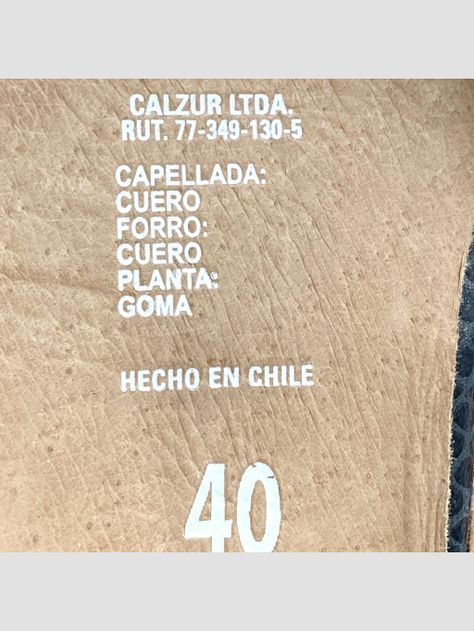 CALZUR LTDA.
RUT. 77-349-130-5
CAPELLADA:
CUERO
FORRO:
CUERO
PLANTA:
GOMA
HECHO EN CHILE
40